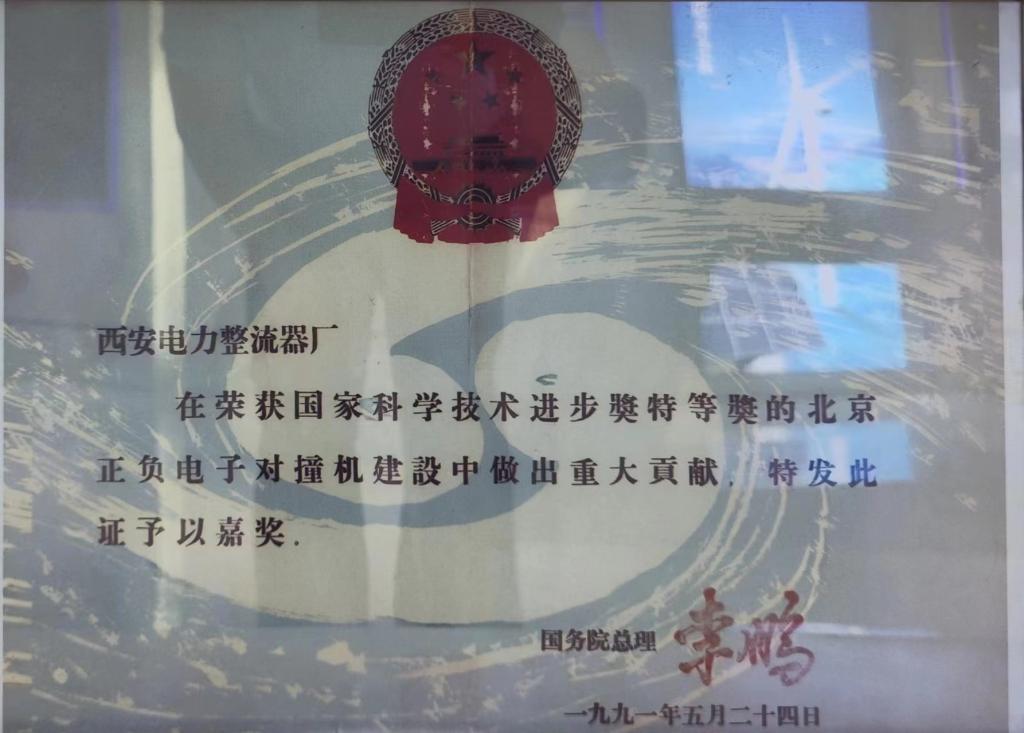 西安电力整流器厂
在荣获国家科学技术进步獎特等獎的北京
正负电子对撞机建設中做出重大貢献．特发此
证予以嘉奖．
国务院总理 李鹏
一九九一年五月二十四日